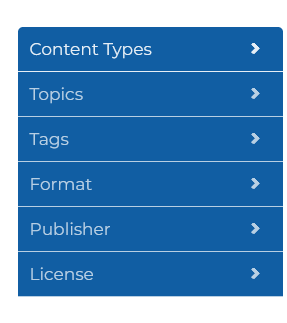 Content Types
Topics
Tags
Format
Publisher
License